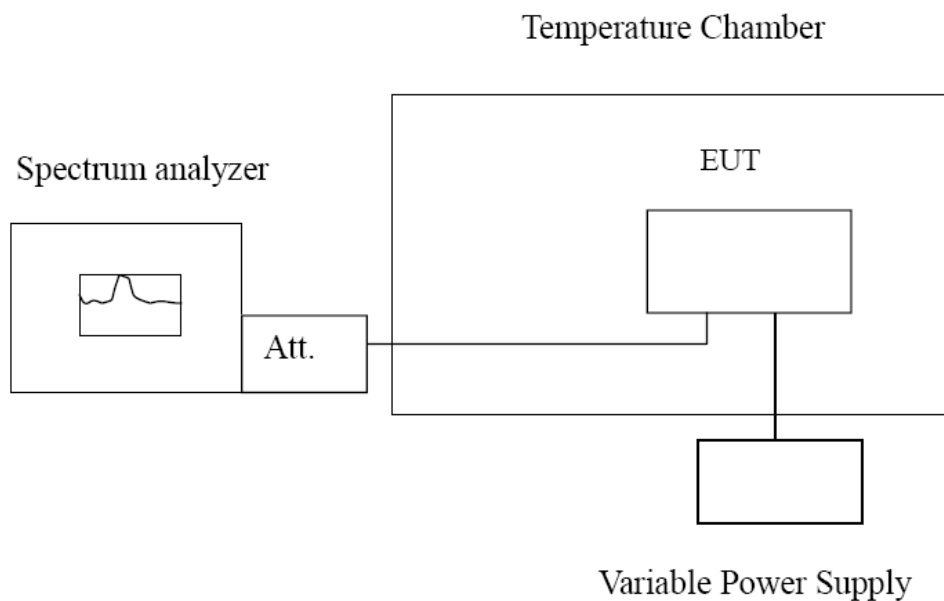 Temperature Chamber
Spectrum analyzer
EUT
Att.
Variable Power Supply